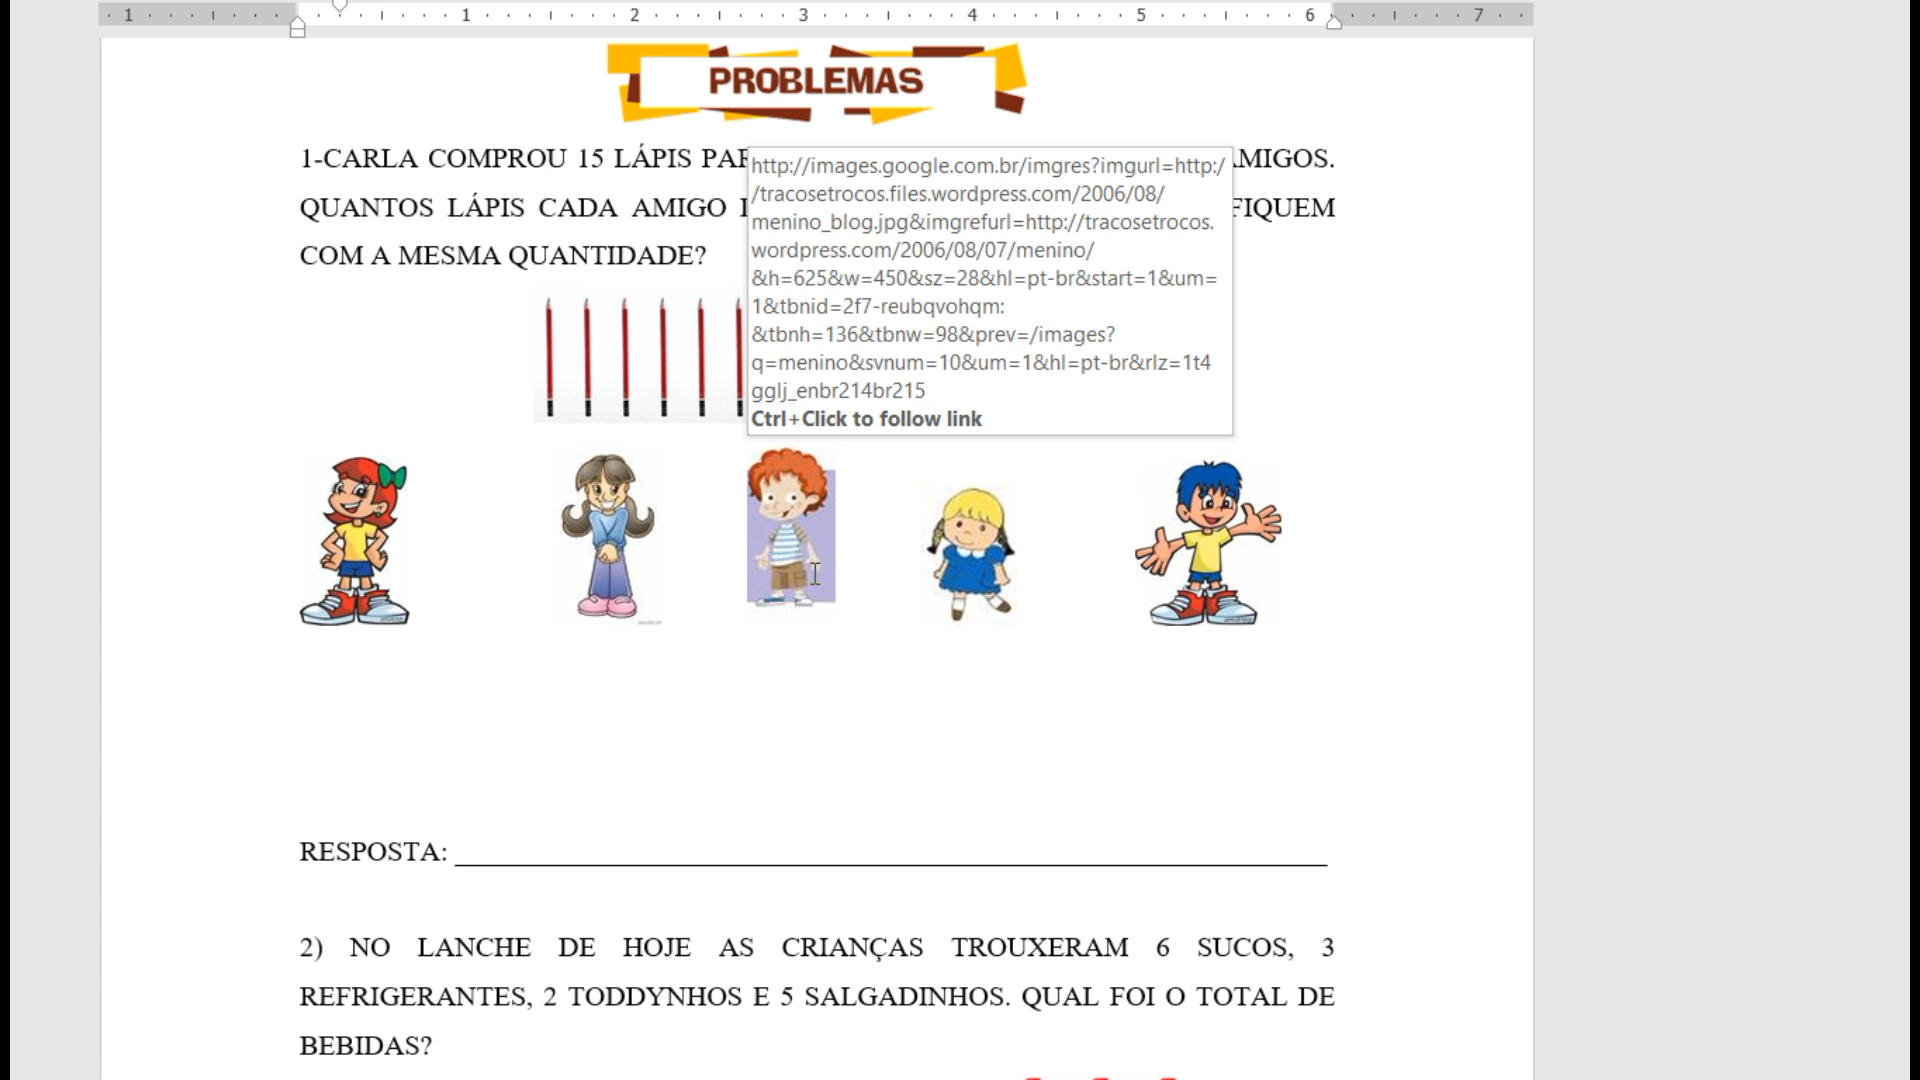 1 1 2 3 4 5 6 7
PROBLEMAS
1-CARLA COMPROU 15 LÁPIS AMIGOS.
QUANTOS LÁPIS CADA AMIGO FIQUEM
COM A MESMA QUANTIDADE?
http://images.google.com.br/imgres?imgurl=http:/
/tracosetrocos.files.wordpress.com/2006/08/
menino_blog.jpg&imgrefurl=http://tracosetrocos.
wordpress.com/2006/08/07/menino/
&h=625&w=450&sz=28&hl=pt-br&start=1&um=
1&tbnid=2f7-reubqvohqm:
&tbnh=136&tbnw=98&prev=/images?
q=menino&svnum=10&um=1&hl=pt-br&rlz=1t4
gglj_enbr214br215
Ctrl+Click to follow link
RESPOSTA:
2) NO LANCHE DE HOJE AS CRIANÇAS TROUXERAM 6 SUCOS, 3
REFRIGERANTES, 2 TODDYNHOS E 5 SALGADINHOS. QUAL FOI O TOTAL DE
BEBIDAS?